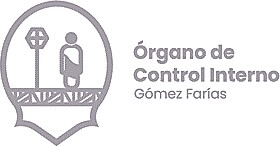 Órgano de
Control Interno
Gómez Farías